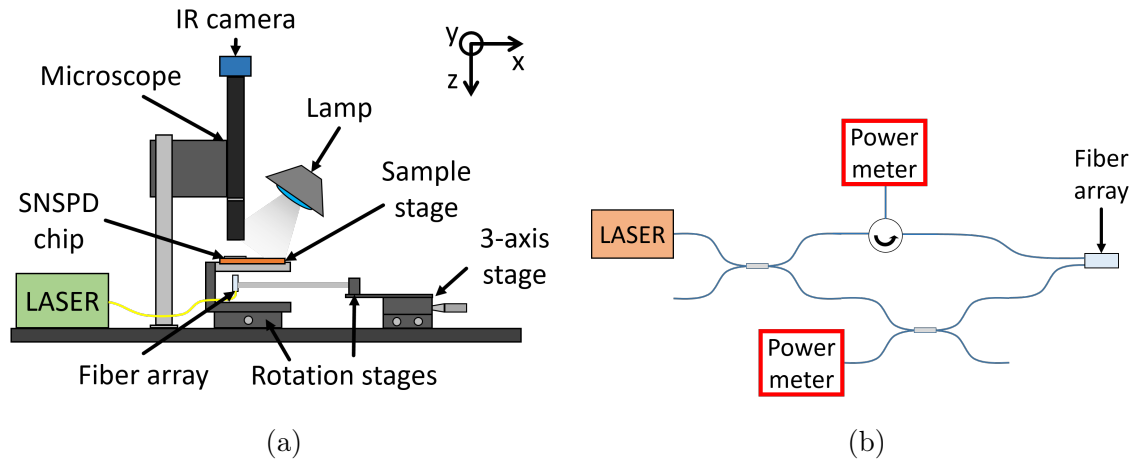 IR camera
Microscope
Lamp
SNSPD
chip
Sample
stage
3-axis
stage
LASER
Fiber array
Rotation stages
y
x
z
(a)
Power
meter
Fiber
array
LASER
Power
meter
(b)